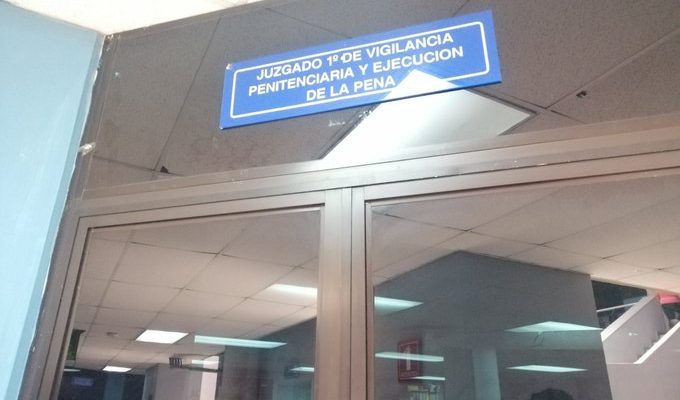 JUZGADO 1º DE VIGILANCIA
PENITENCIARIA Y EJECUCION
DE LA PENA